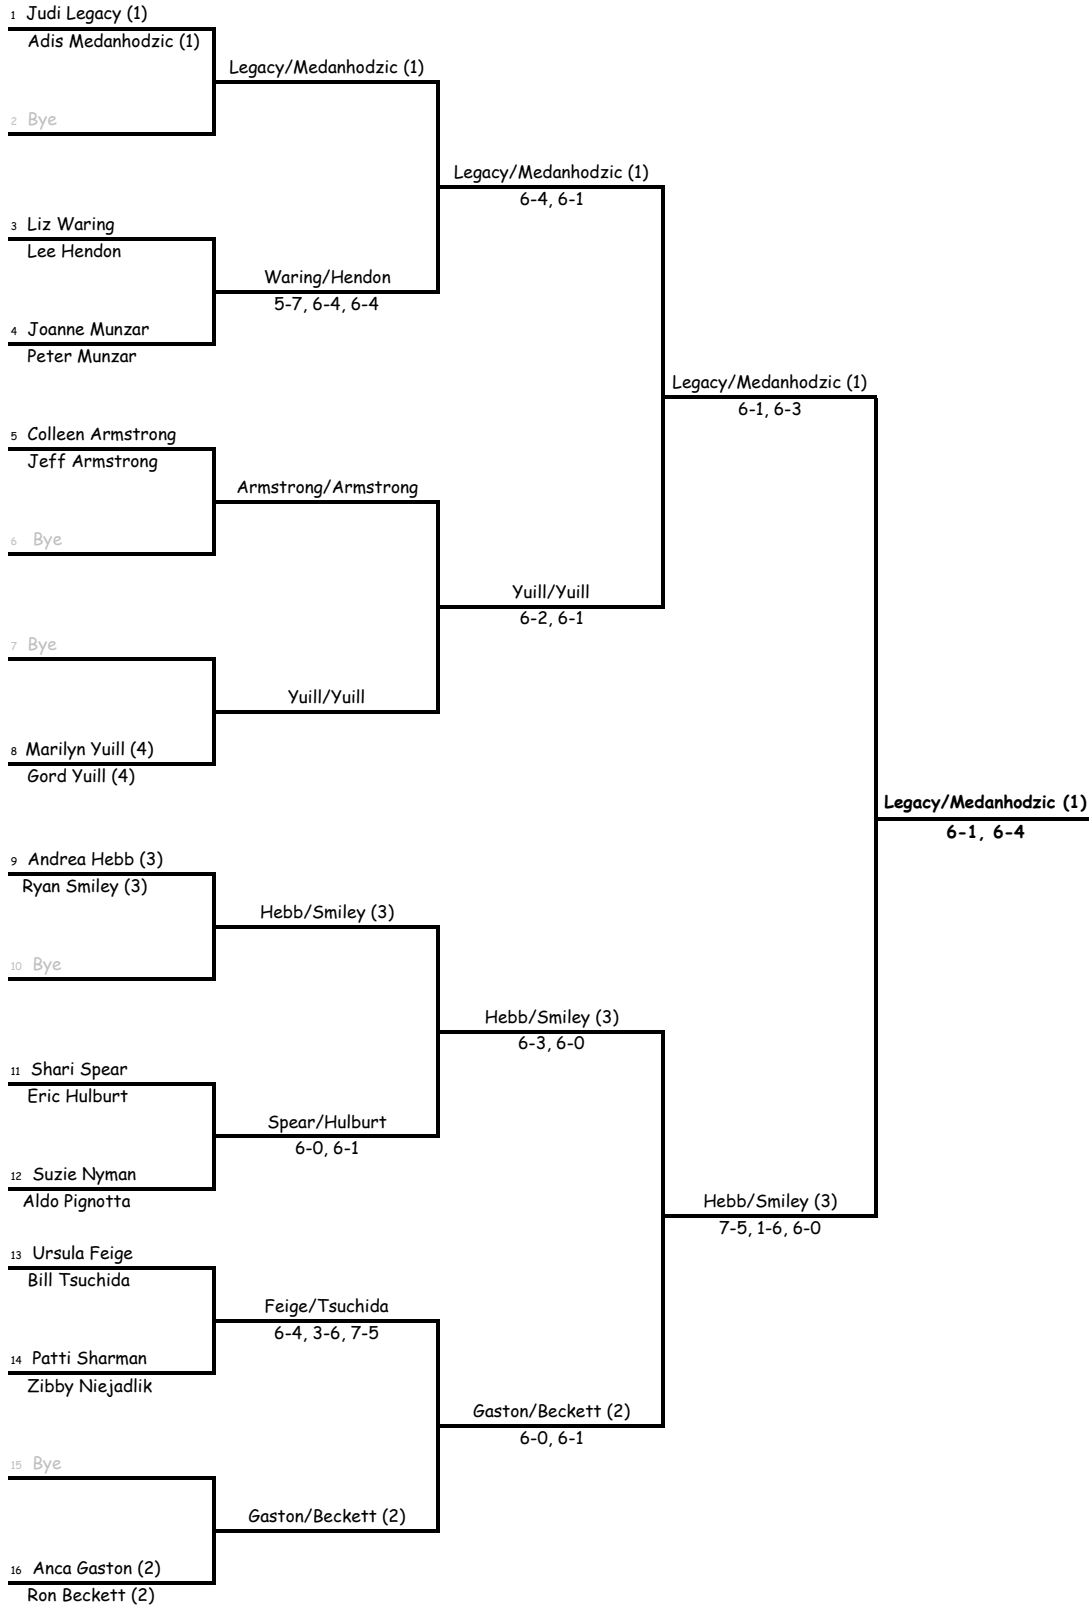 1 Judi Legacy (1)
Adis Medanhodzic (1)
Legacy/Medanhodzic (1)
2 Bye
Legacy/Medanhodzic (1)
6-4, 6-1
3 Liz Waring
Lee Hendon
Waring/Hendon
5-7, 6-4, 6-4
4 Joanne Munzar
Peter Munzar
Legacy/Medanhodzic (1)
6-1, 6-3
5 Colleen Armstrong
Jeff Armstrong
Armstrong/Armstrong
6 Bye
Yuill/Yuill
6-2, 6-1
7 Bye
Yuill/Yuill
8 Marilyn Yuill (4)
Gord Yuill (4)
Legacy/Medanhodzic (1)
6-1, 6-4
9 Andrea Hebb (3)
Ryan Smiley (3)
Hebb/Smiley (3)
10 Bye
Hebb/Smiley (3)
6-3, 6-0
11 Shari Spear
Eric Hulburt
Spear/Hulburt
6-0, 6-1
12 Suzie Nyman
Aldo Pignotta
Hebb/Smiley (3)
7-5, 1-6, 6-0
13 Ursula Feige
Bill Tsuchida
Feige/Tsuchida
6-4, 3-6, 7-5
14 Patti Sharman
Zibby Niejadlik
Gaston/Beckett (2)
6-0, 6-1
15 Bye
Gaston/Beckett (2)
16 Anca Gaston (2)
Ron Beckett (2)